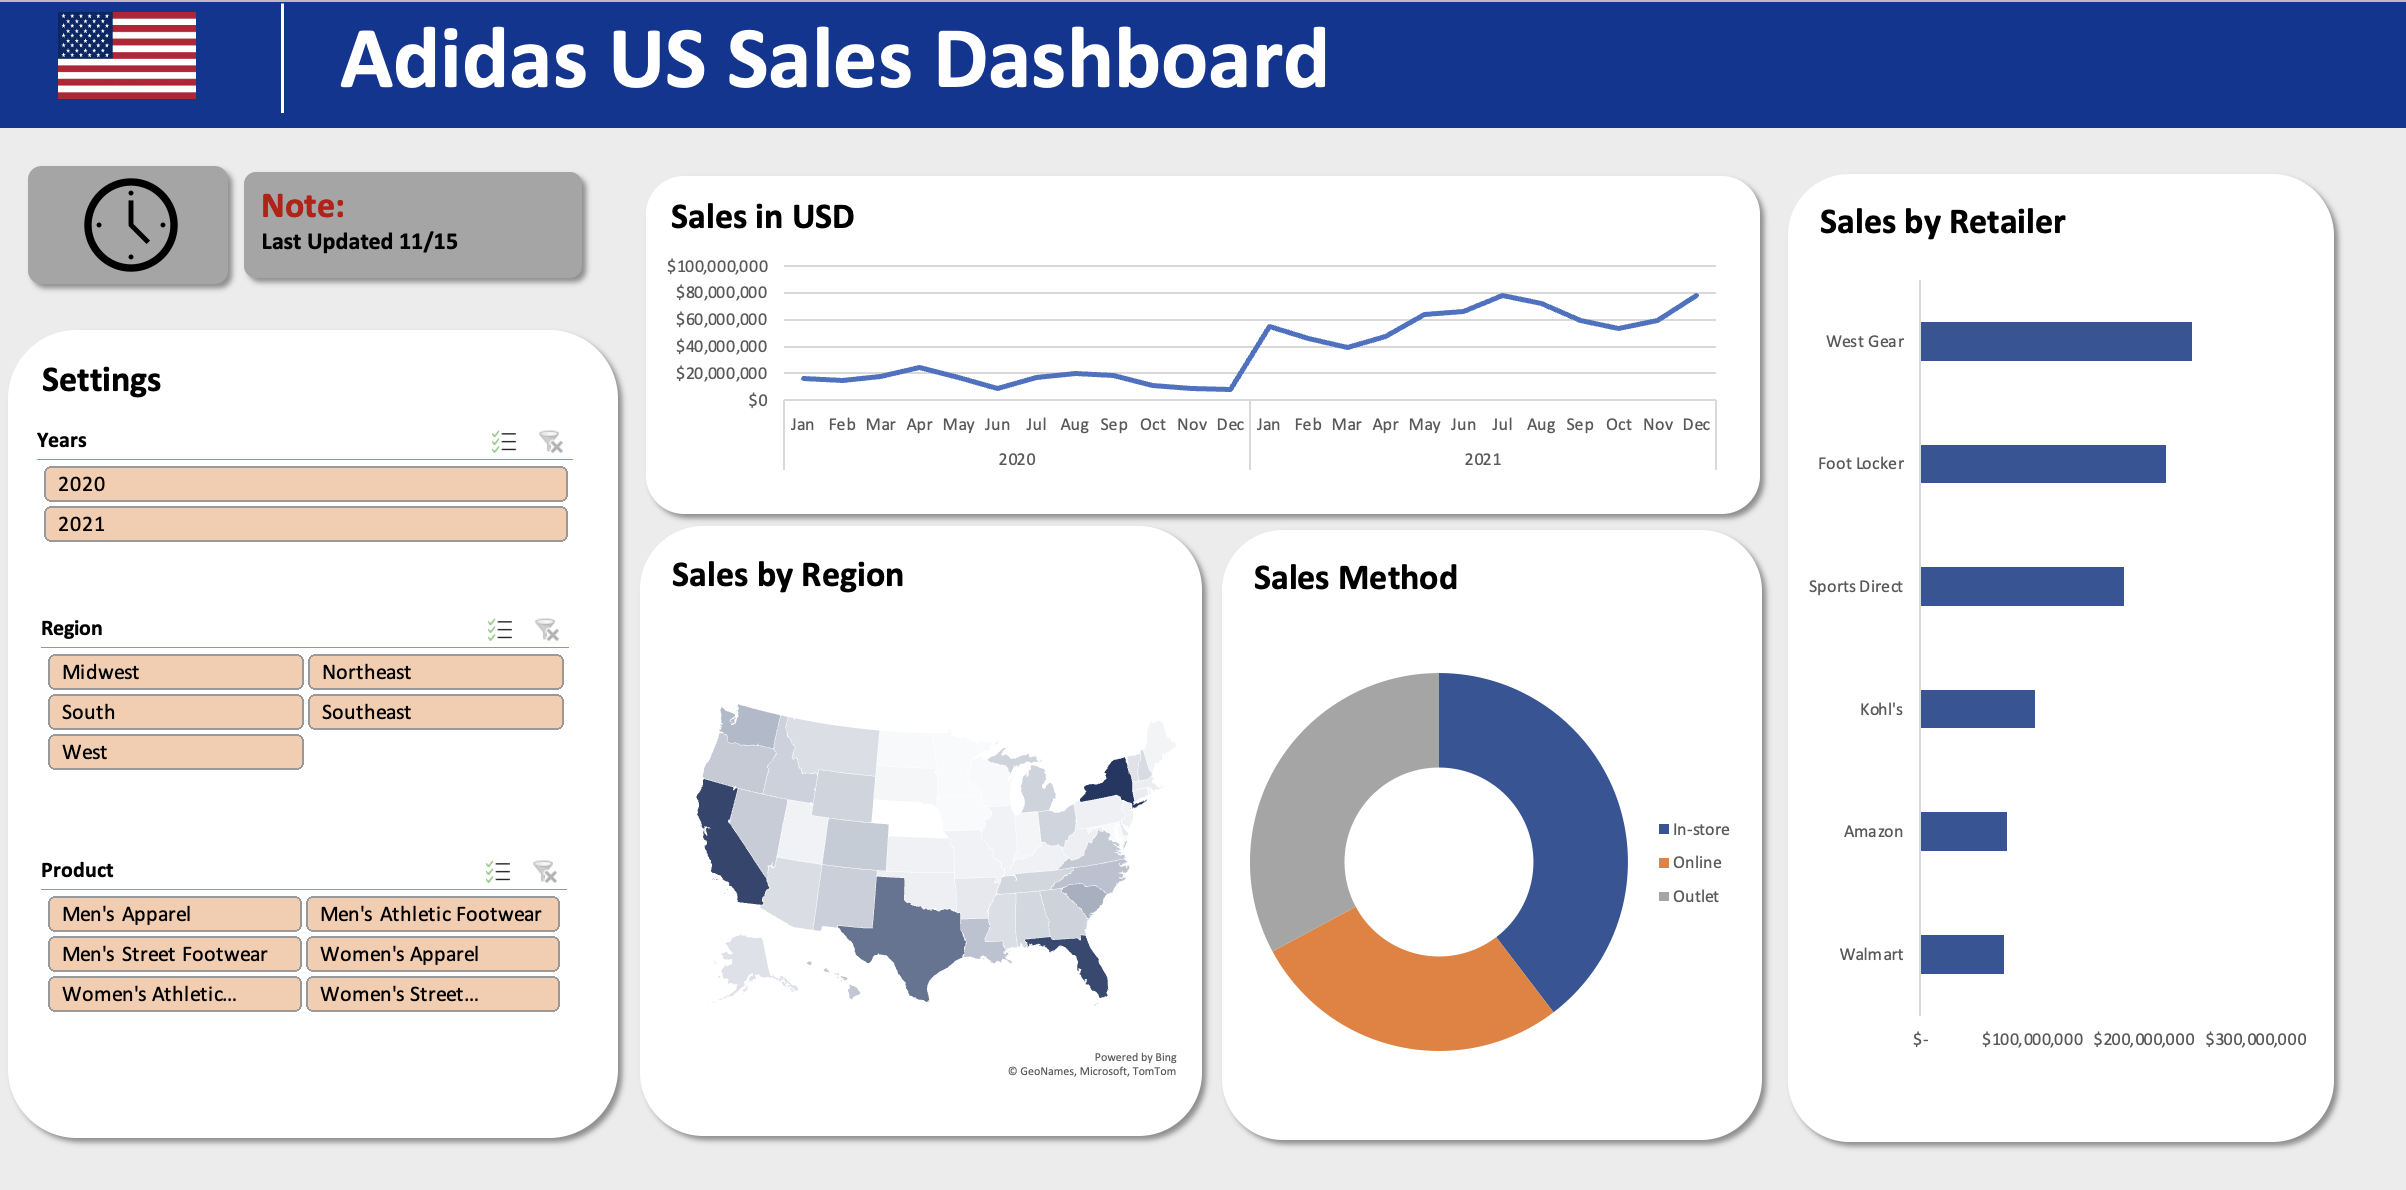 Adidas US Sales Dashboard
Note:
Last Updated 11/15
Settings
Years
2020
2021
Region
Midwest
Northeast
South
Southeast
West
Product
Men's Apparel
Men's Athletic Footwear
Men's Street Footwear
Women's Apparel
Women's Athletic...
Women's Street...
Sales in USD
$100,000,000
$80,000,000
$60,000,000
$40,000,000
$20,000,000
$0
Jan Feb Mar Apr May Jun Jul Aug Sep Oct Nov Dec Jan Feb Mar Apr May Jun Jul Aug Sep Oct Nov Dec
2020 2021
Sales by Region
Powered by Bing
© GeoNames, Microsoft, TomTom
Sales Method
In-store
Online
Outlet
Sales by Retailer
West Gear
Foot Locker
Sports Direct
Kohl's
Amazon
Walmart
$- $100,000,000 $200,000,000 $300,000,000